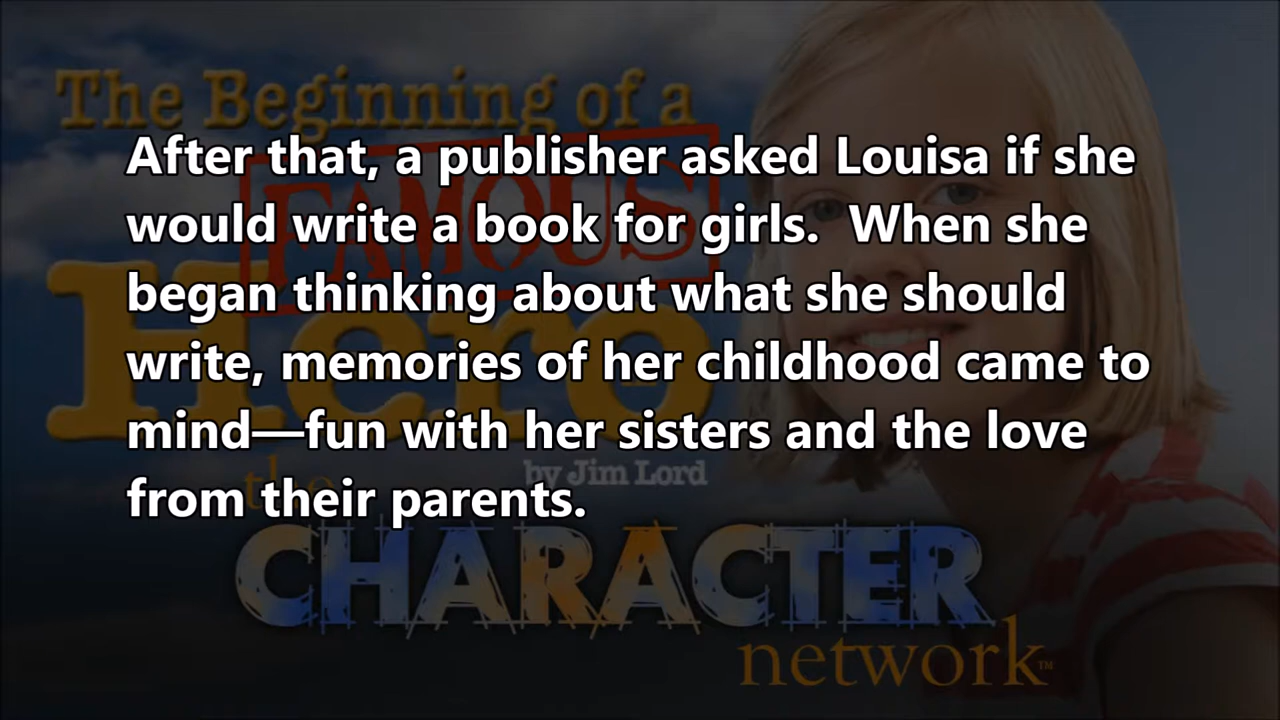 The Beginning of a
FAMOUS
Hero
by Jim Lord
the
CHARACTER
network™
After that, a publisher asked Louisa if she
would write a book for girls.  When she
began thinking about what she should
write, memories of her childhood came to
mind—fun with her sisters and the love
from their parents.